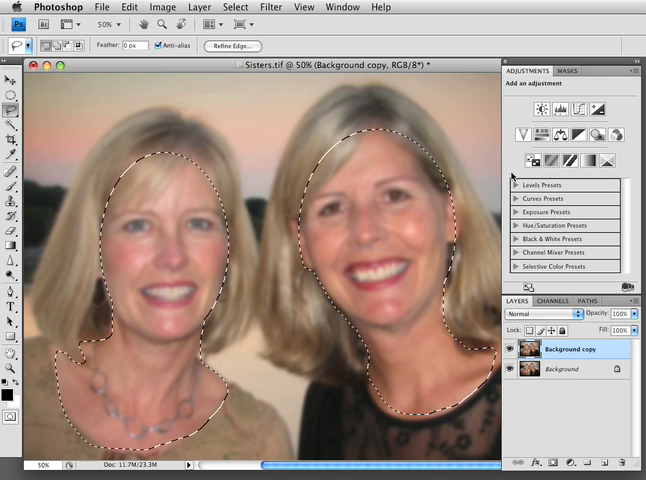 Photoshop File Edit Image Layer Select Filter View Window Help
Ps Br 50%
Feather: 0 px Anti-alias Refine Edge...
Sisters.tif @ 50% (Background copy, RGB/8*) *
ADJUSTMENTS MASKS
Add an adjustment
Levels Presets
Curves Presets
Exposure Presets
Hue/Saturation Presets
Black & White Presets
Channel Mixer Presets
Selective Color Presets
LAYERS CHANNELS PATHS
Normal Opacity: 100%
Lock: Fill: 100%
Background copy
Background
50% Doc: 11.7M/23.3M
fx